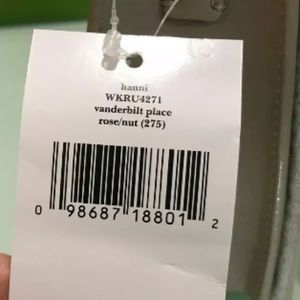 hanni
WKRU4271
vanderbilt place
rose/nut (275)
0 98687 18801 2